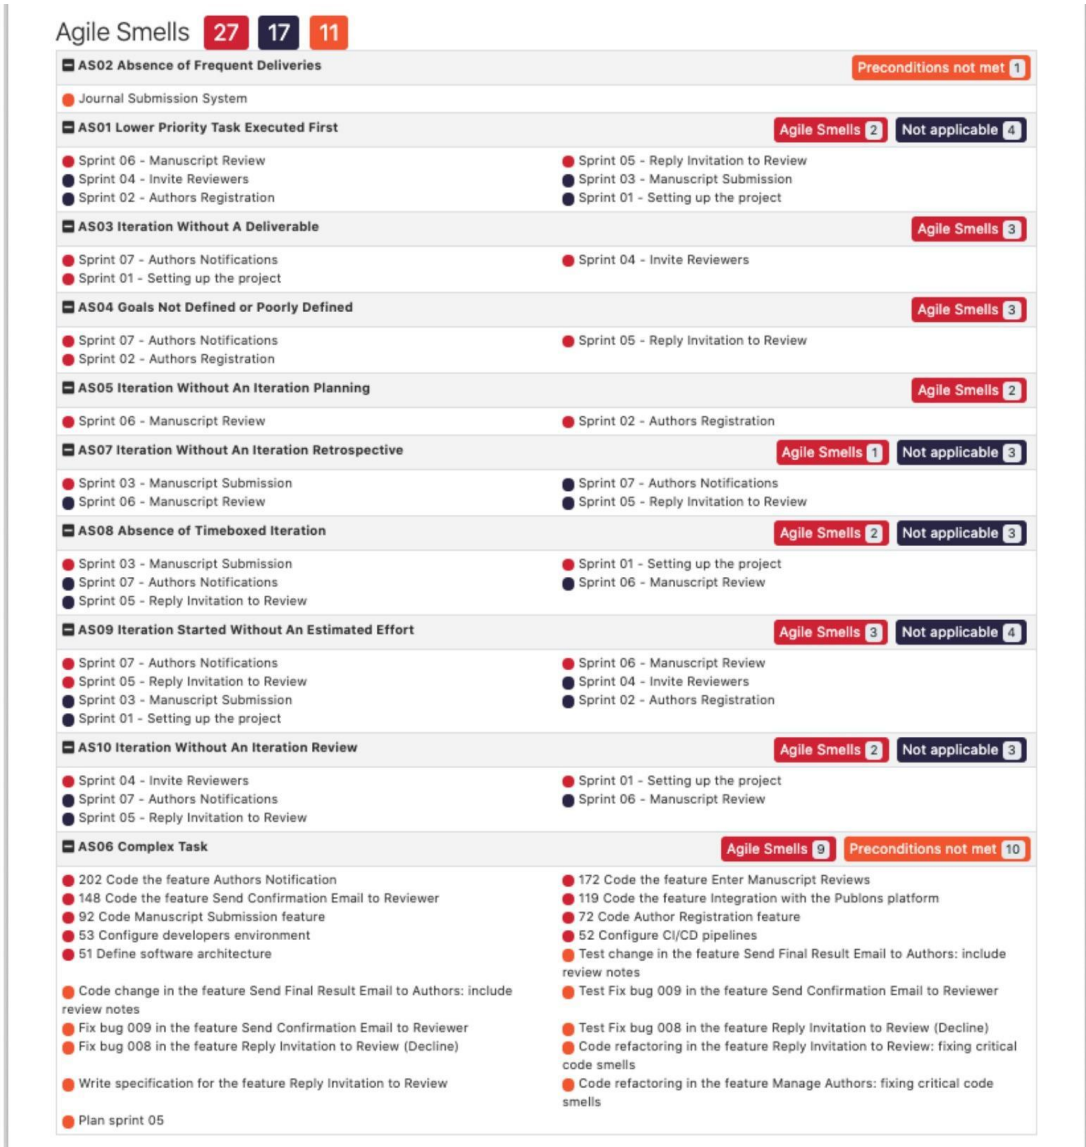 Agile Smells 27 17 11
AS02 Absence of Frequent Deliveries Preconditions not met 1
Journal Submission System
AS01 Lower Priority Task Executed First Agile Smells 2 Not applicable 4
Sprint 06 - Manuscript Review Sprint 05 - Reply Invitation to Review
Sprint 04 - Invite Reviewers Sprint 03 - Manuscript Submission
Sprint 02 - Authors Registration Sprint 01 - Setting up the project
AS03 Iteration Without A Deliverable Agile Smells 3
Sprint 07 - Authors Notifications Sprint 04 - Invite Reviewers
Sprint 01 - Setting up the project
AS04 Goals Not Defined or Poorly Defined Agile Smells 3
Sprint 07 - Authors Notifications Sprint 05 - Reply Invitation to Review
Sprint 02 - Authors Registration
AS05 Iteration Without An Iteration Planning Agile Smells 2
Sprint 06 - Manuscript Review Sprint 02 - Authors Registration
AS07 Iteration Without An Iteration Retrospective Agile Smells 1 Not applicable 3
Sprint 03 - Manuscript Submission Sprint 07 - Authors Notifications
Sprint 06 - Manuscript Review Sprint 05 - Reply Invitation to Review
AS08 Absence of Timeboxed Iteration Agile Smells 2 Not applicable 3
Sprint 03 - Manuscript Submission Sprint 01 - Setting up the project
Sprint 07 - Authors Notifications Sprint 06 - Manuscript Review
Sprint 05 - Reply Invitation to Review
AS09 Iteration Started Without An Estimated Effort Agile Smells 3 Not applicable 4
Sprint 07 - Authors Notifications Sprint 06 - Manuscript Review
Sprint 05 - Reply Invitation to Review Sprint 04 - Invite Reviewers
Sprint 03 - Manuscript Submission Sprint 02 - Authors Registration
Sprint 01 - Setting up the project
AS10 Iteration Without An Iteration Review Agile Smells 2 Not applicable 3
Sprint 04 - Invite Reviewers Sprint 01 - Setting up the project
Sprint 07 - Authors Notifications Sprint 06 - Manuscript Review
Sprint 05 - Reply Invitation to Review
AS06 Complex Task Agile Smells 9 Preconditions not met 10
202 Code the feature Authors Notification 172 Code the feature Enter Manuscript Reviews
148 Code the feature Send Confirmation Email to Reviewer 119 Code the feature Integration with the Publons platform
92 Code Manuscript Submission feature 72 Code Author Registration feature
53 Configure developers environment 52 Configure CI/CD pipelines
51 Define software architecture Test change in the feature Send Final Result Email to Authors: include
review notes
Code change in the feature Send Final Result Email to Authors: include Test Fix bug 009 in the feature Send Confirmation Email to Reviewer
review notes
Fix bug 009 in the feature Send Confirmation Email to Reviewer Test Fix bug 008 in the feature Reply Invitation to Review (Decline)
Fix bug 008 in the feature Reply Invitation to Review (Decline) Code refactoring in the feature Reply Invitation to Review: fixing critical
code smells
Write specification for the feature Reply Invitation to Review Code refactoring in the feature Manage Authors: fixing critical code
smells
Plan sprint 05